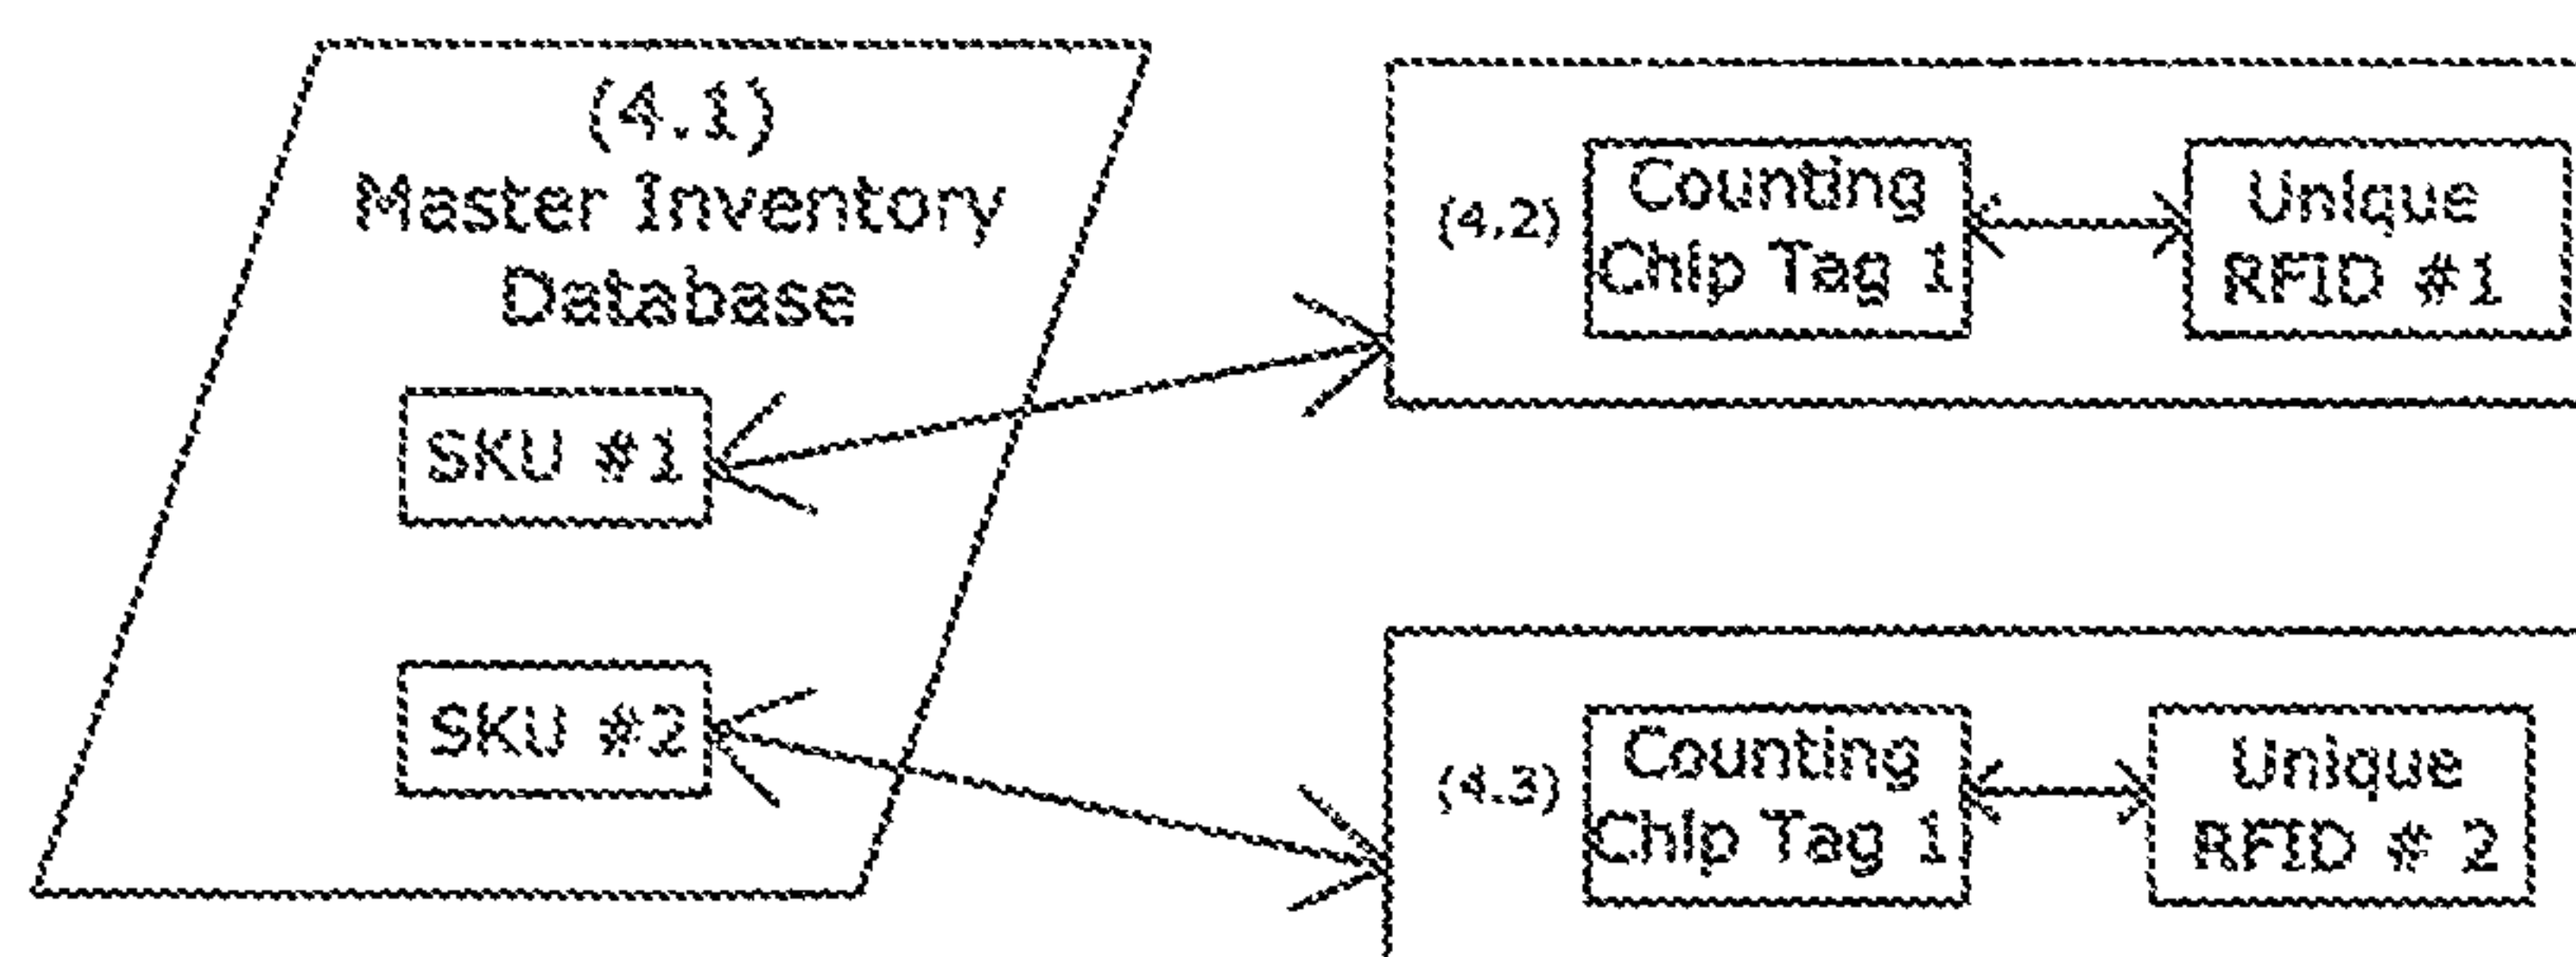 (4.1)
Master Inventory
Database
SKU #1
SKU #2
(4.2)
Counting
Chip Tag 1
Unique
RFID #1
(4.3)
Counting
Chip Tag 1
Unique
RFID # 2